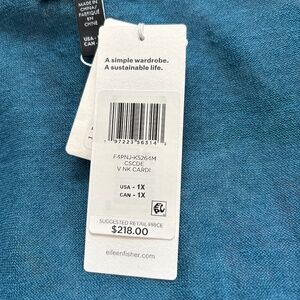 MADE IN
CHINA/
FABRIQUÉ
EN
CHINE
USA -
CAN -
A simple wardrobe.
A sustainable life.
F4PNJ-K5264M
CSCDE
V NK CARDI
USA - 1X
CAN - 1X
SUGGESTED RETAIL PRICE
$218.00
eileenfisher.com